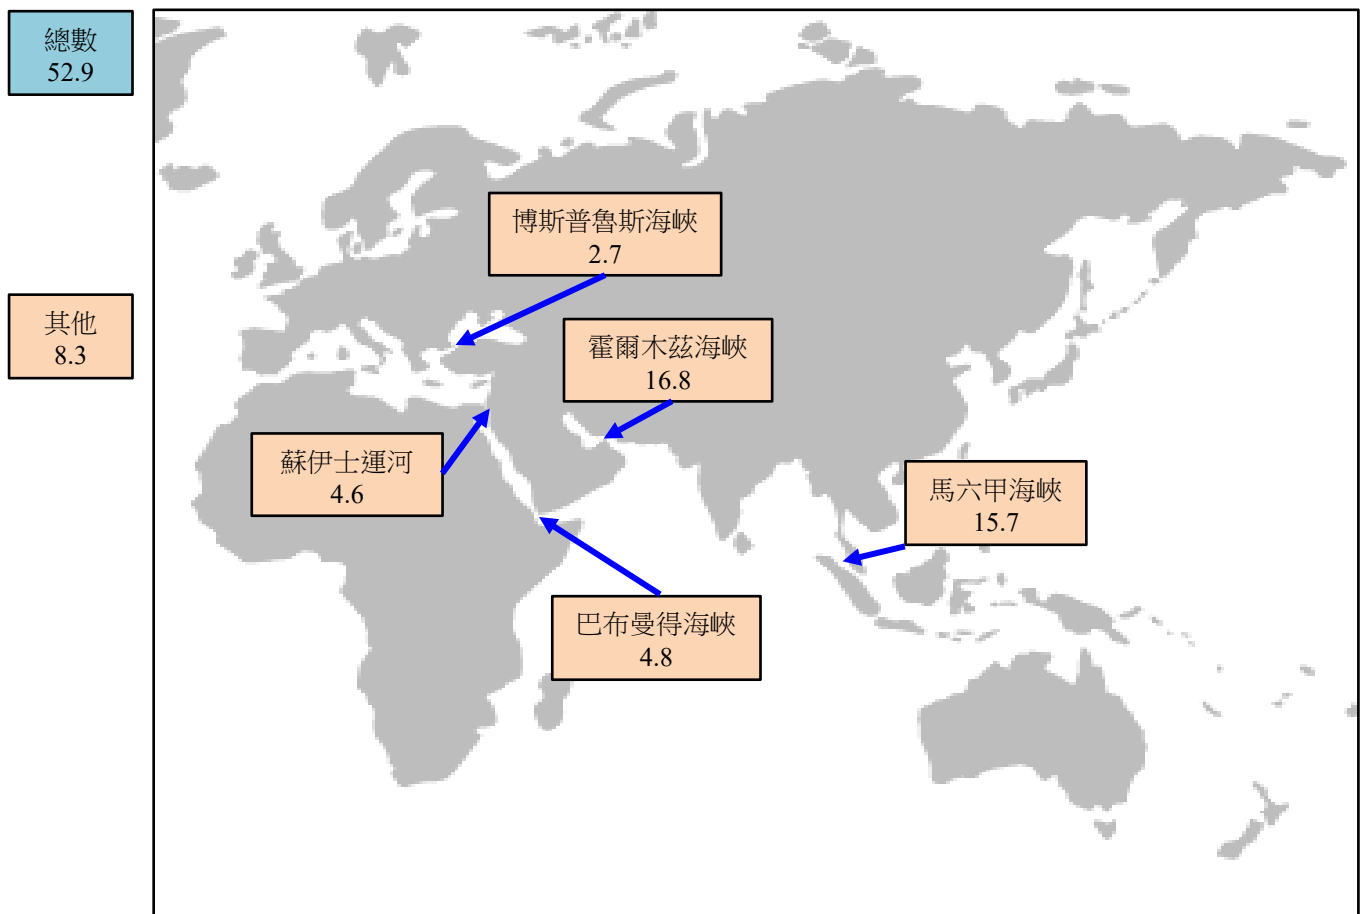 總數
52.9
博斯普魯斯海峽
2.7
其他
8.3
霍爾木茲海峽
16.8
蘇伊士運河
4.6
馬六甲海峽
15.7
巴布曼得海峽
4.8